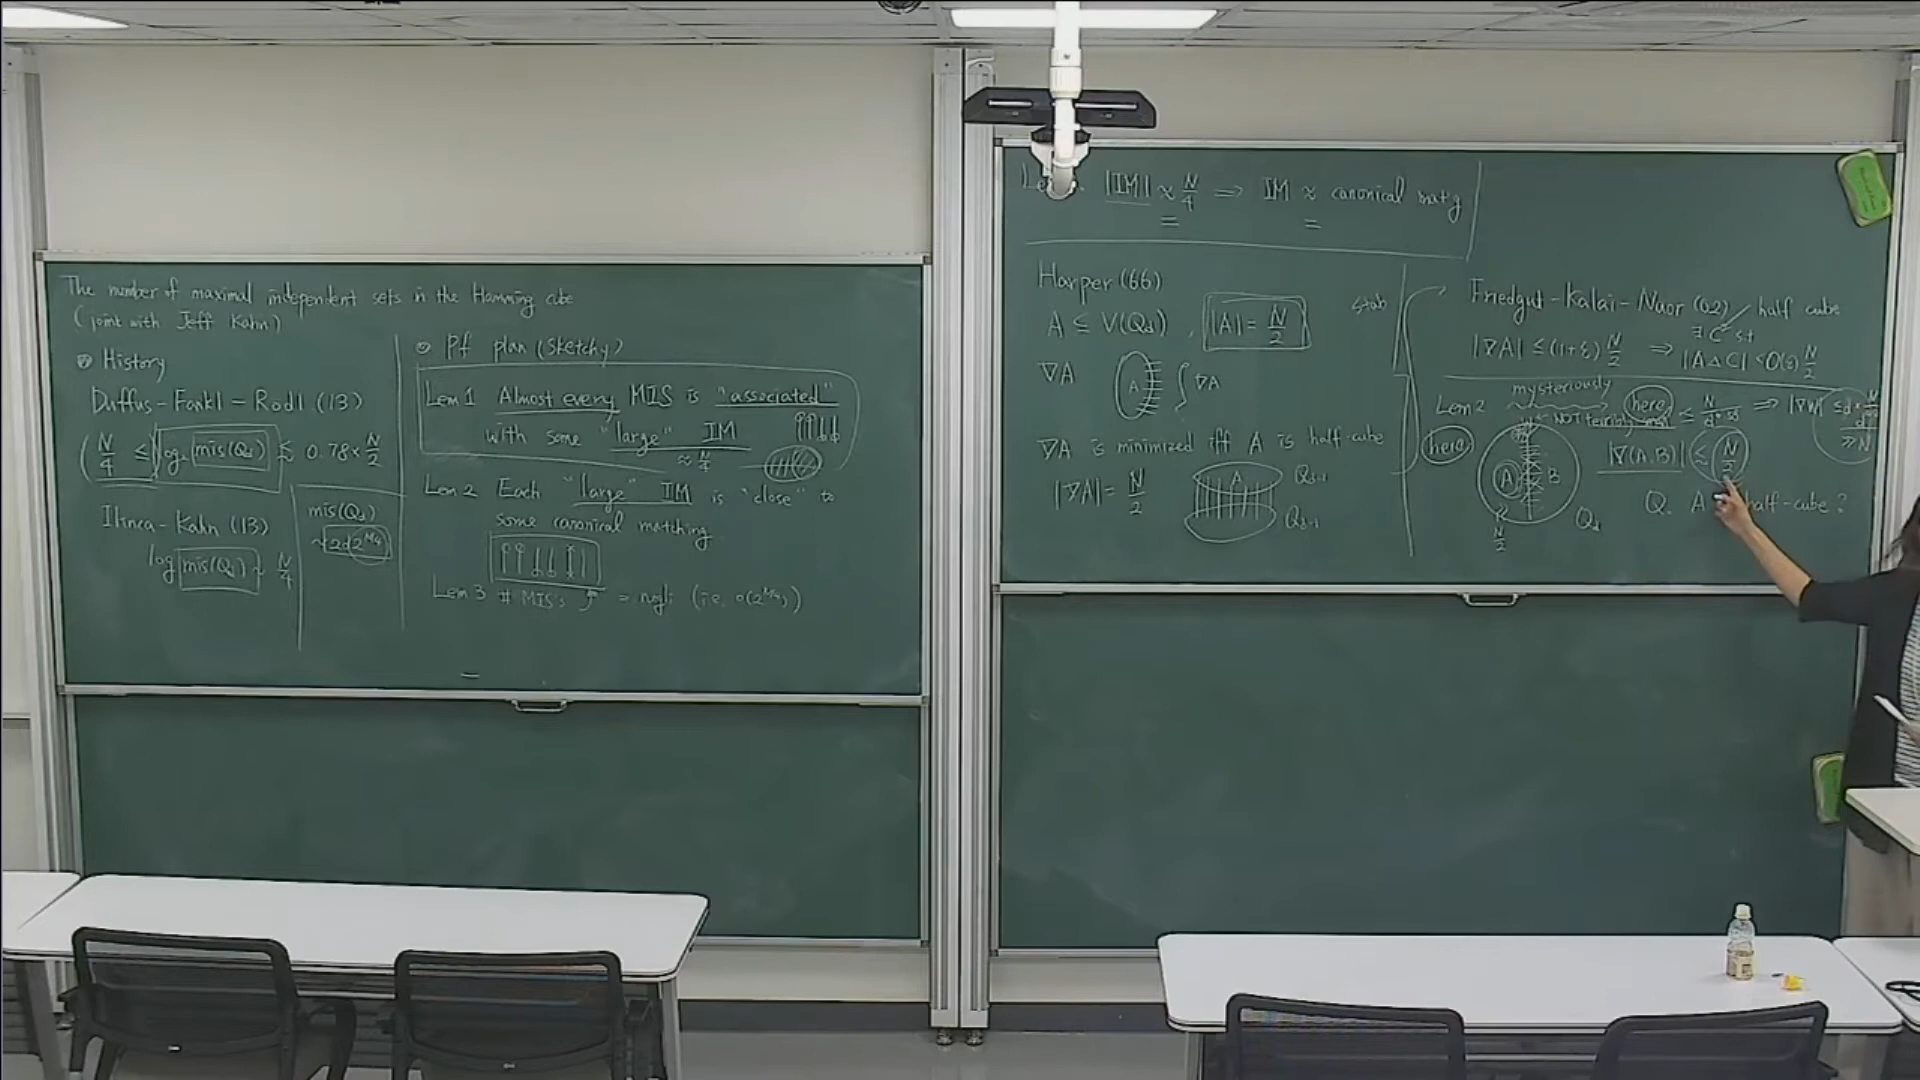 The number of maximal independent sets in the Hamming cube
(joint with Jeff Kahn)
History
Duffus-Frankl-Rödl (13)
N/4 ≤ log₂ mis(Q_d) ≲ 0.78 × N/2
Ilinca-Kahn (13)
log mis(Q_d) ~ N/4
mis(Q_d)
~ 2d2^{N/4}
Pf plan (sketchy)
Lem 1 Almost every MIS is "associated"
with some "large" IM
≈ N/4
Lem 2 Each "large" IM is "close" to
some canonical matching
Lem 3 # MIS's = negli (i.e. o(2^{N/4}))
|IM| ≈ N/4 ⇒ IM ≈ canonical mat'g
Harper (66)
A ⊆ V(Q_d), |A| = N/2
∇A
A
∇A
∇A is minimized iff A is half-cube
|∇A| = N/2
A
Q_{d-1}
Q_{d-1}
stab
Friedgut-Kalai-Naor (02)
half cube
∃ C st
|∇A| ≤ (1+ε) N/2 ⇒ |A△C| < O(ε) N/2
Lem 2
mysteriously
here
NOT
here
A
B
N/2
Q_d
|∇(A,B)| ≲ N/2
≫ N
Q. A half-cube?